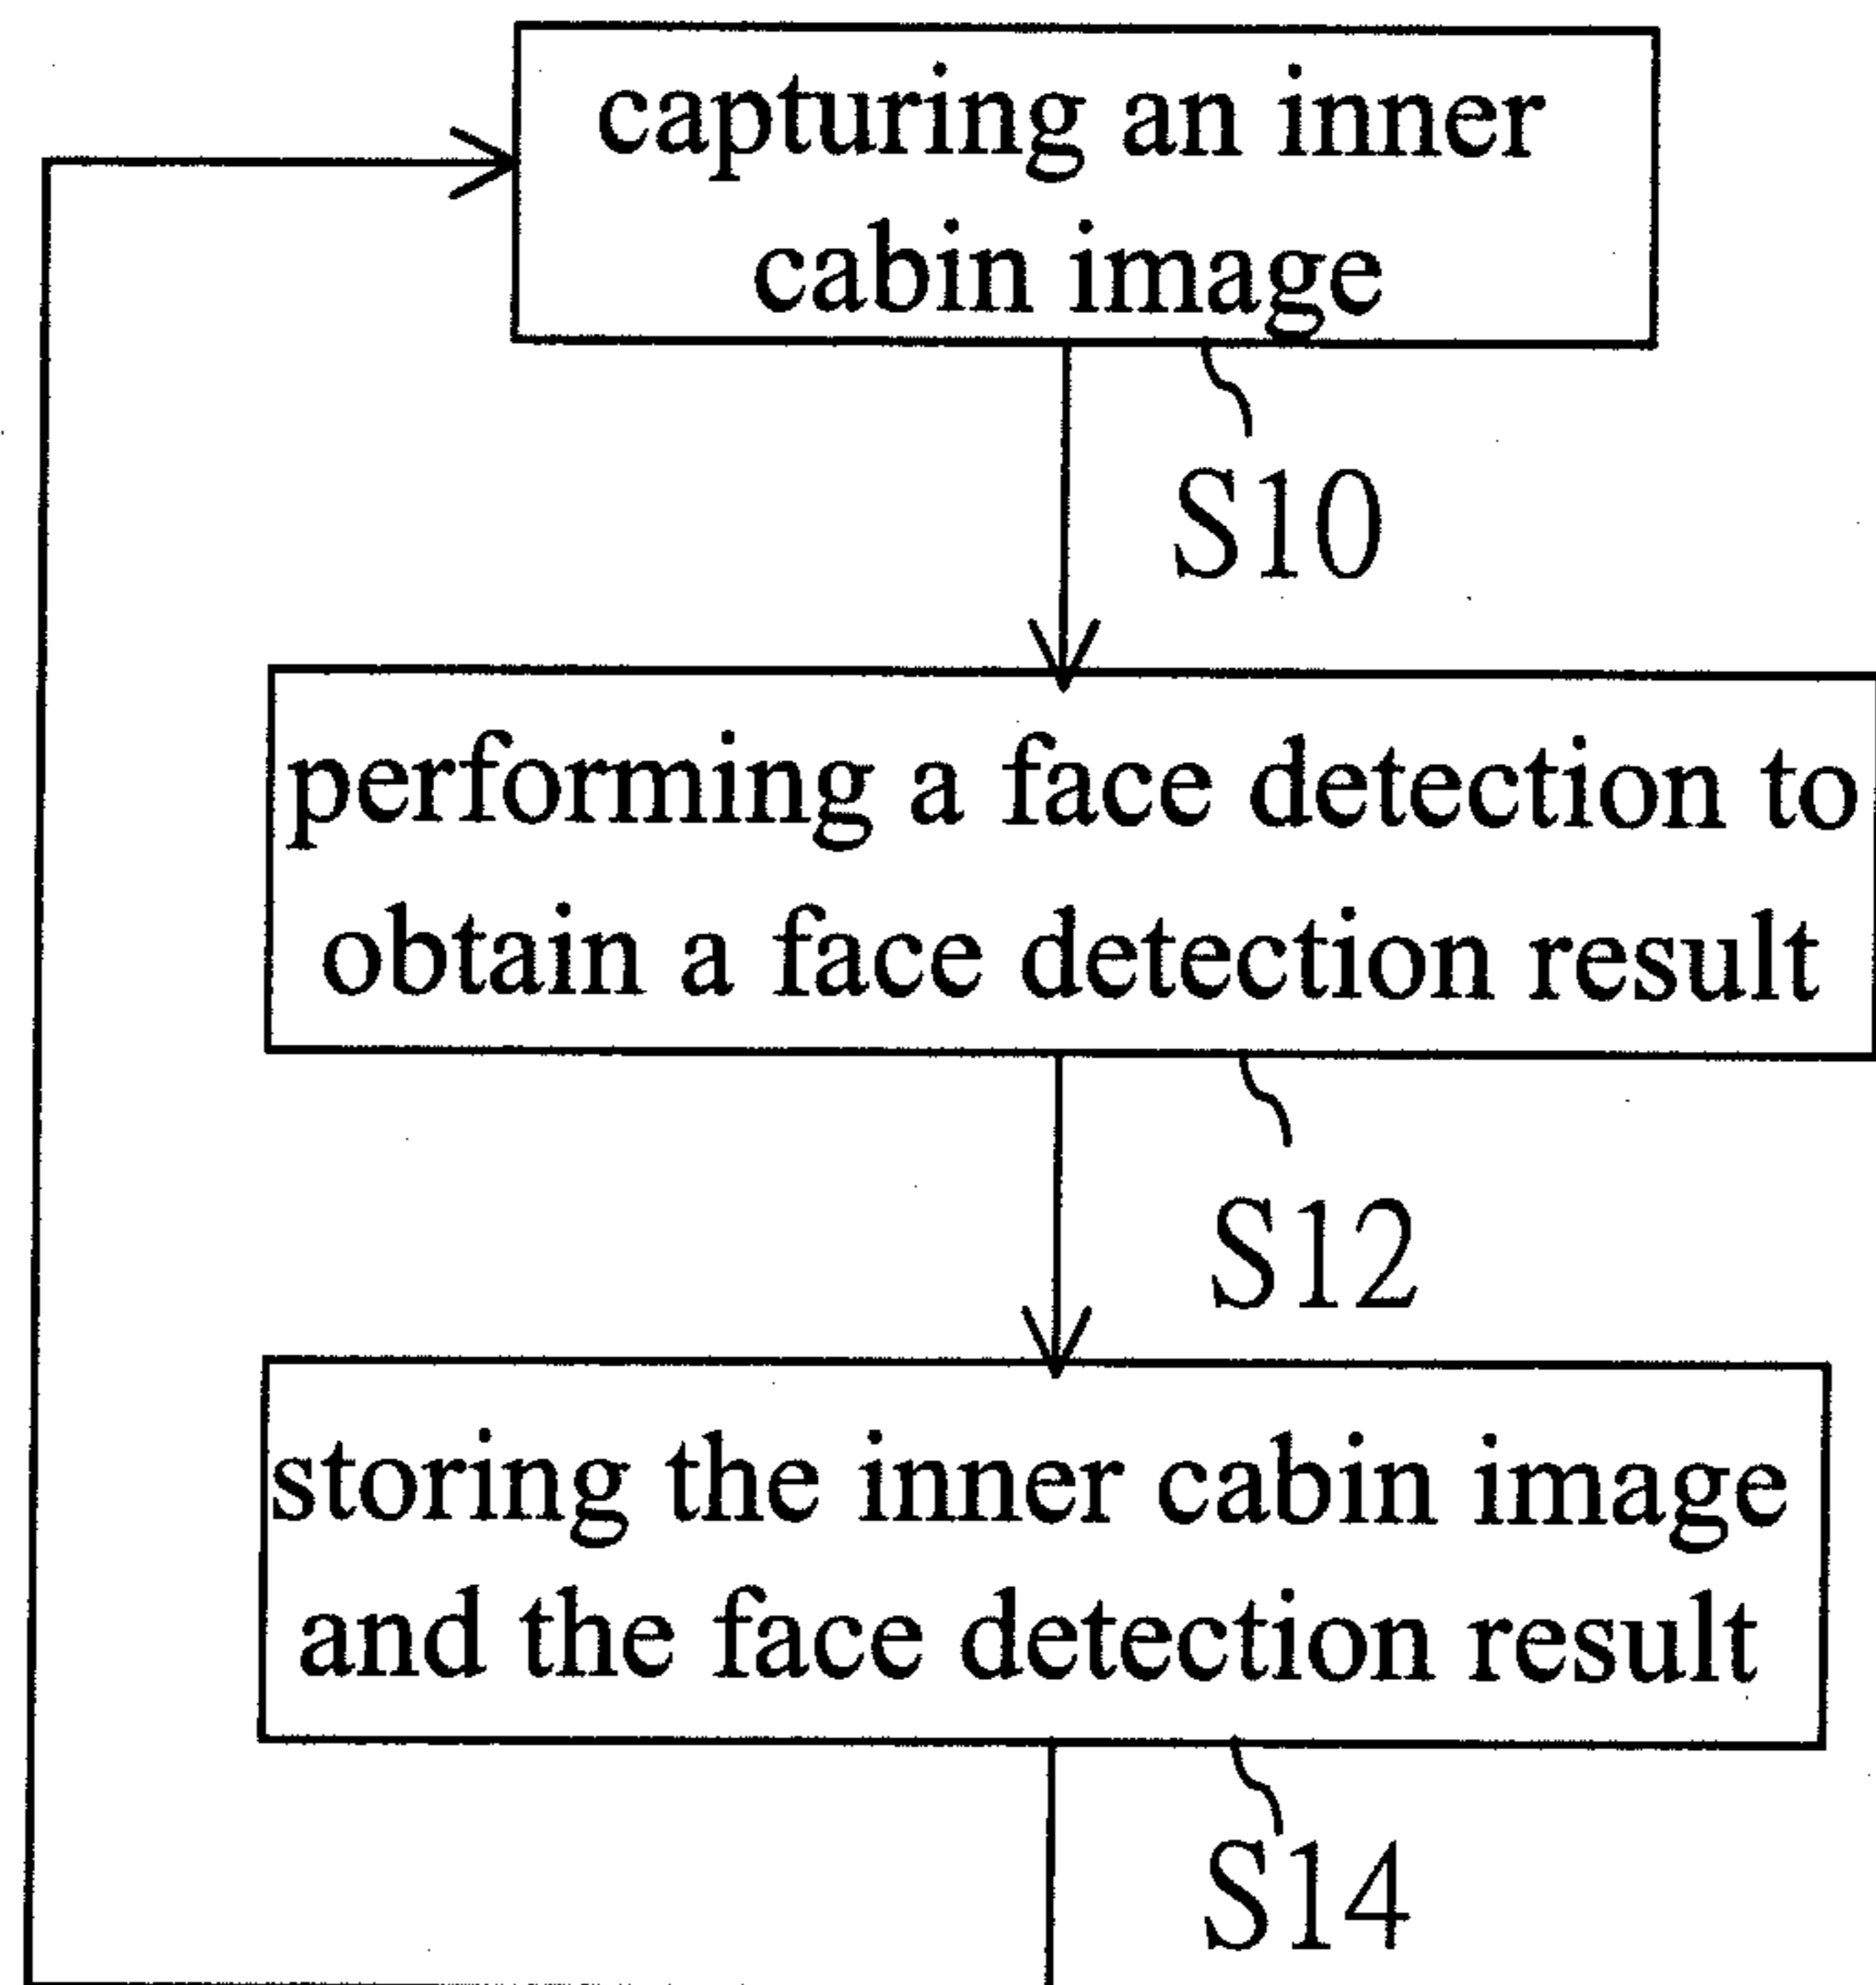 capturing an inner
cabin image
S10
performing a face detection to
obtain a face detection result
S12
storing the inner cabin image
and the face detection result
S14